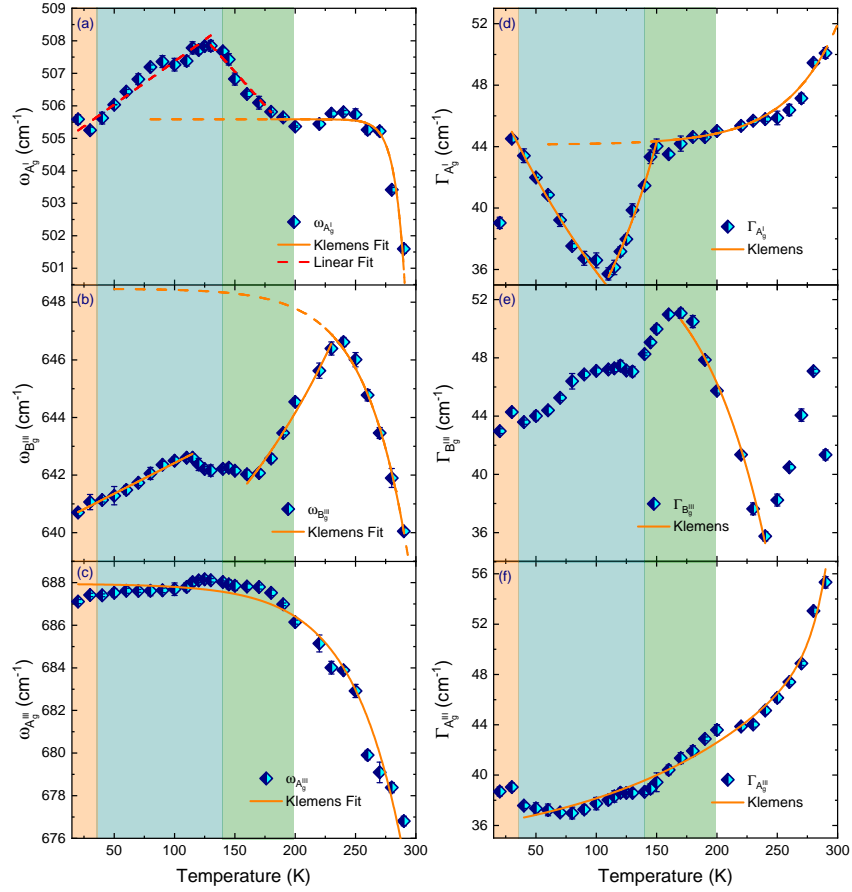 (a)
509
508
507
506
505
504
503
502
501
ω_{A_g^I} (cm⁻¹)
ω_{A_g^I}
Klemens Fit
Linear Fit
(b)
648
646
644
642
640
ω_{B_g^{III}} (cm⁻¹)
ω_{B_g^{III}}
Klemens Fit
(c)
688
686
684
682
680
678
676
ω_{A_g^{III}} (cm⁻¹)
ω_{A_g^{III}}
Klemens Fit
50 100 150 200 250 300
Temperature (K)
(d)
52
48
44
40
36
Γ_{A_g^I} (cm⁻¹)
Γ_{A_g^I}
Klemens
(e)
51
48
45
42
39
36
Γ_{B_g^{III}} (cm⁻¹)
Γ_{B_g^{III}}
Klemens
(f)
56
52
48
44
40
36
Γ_{A_g^{III}} (cm⁻¹)
Γ_{A_g^{III}}
Klemens
50 100 150 200 250 300
Temperature (K)